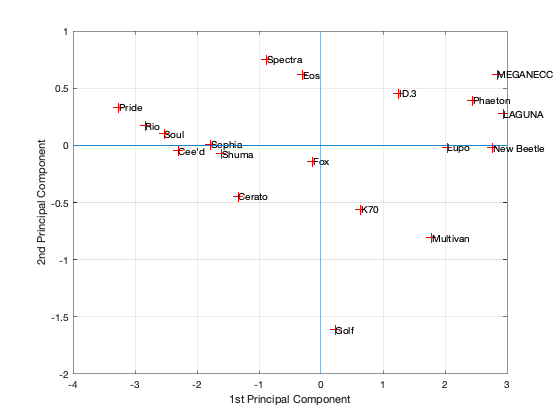 1
0.5
0
-0.5
-1
-1.5
-2
2nd Principal Component
Spectra
Eos
MEGANECC
Pride
ID.3
Phaeton
LAGUNA
Rio
Soul
Sephia
Cee'd
Shuma
Fox
Lupo
New Beetle
Cerato
K70
Multivan
Golf
-4
-3
-2
-1
0
1
2
3
1st Principal Component